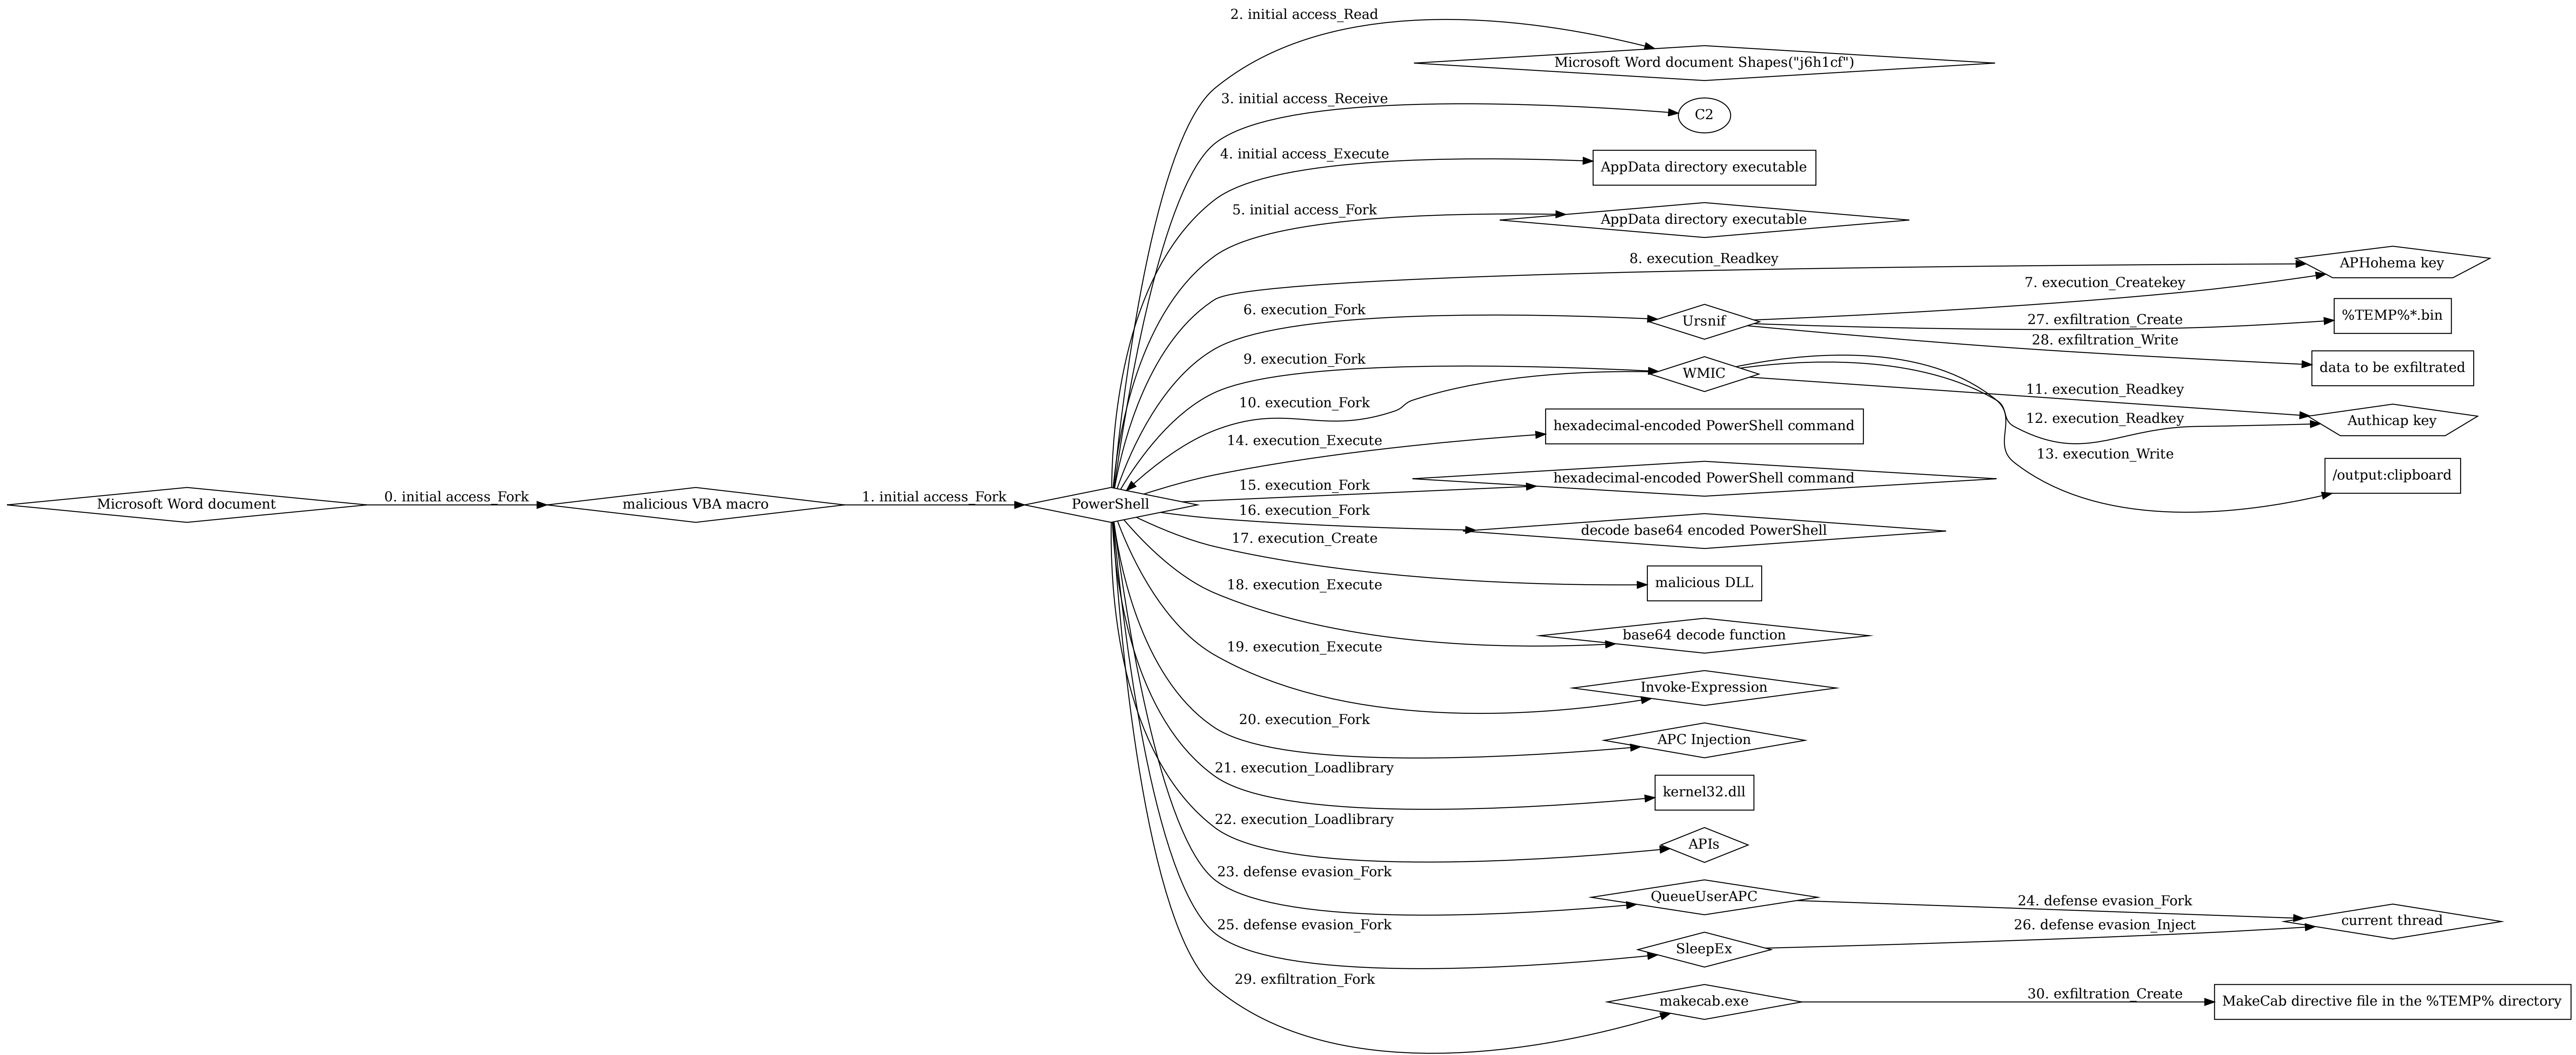 2. initial access_Read
Microsoft Word document Shapes("j6h1cf")
3. initial access_Receive
C2
4. initial access_Execute
AppData directory executable
5. initial access_Fork
AppData directory executable
8. execution_Readkey
APHohema key
7. execution_Createkey
6. execution_Fork
Ursnif
27. exfiltration_Create
%TEMP%*.bin
28. exfiltration_Write
data to be exfiltrated
9. execution_Fork
WMIC
10. execution_Fork
11. execution_Readkey
12. execution_Readkey
Authicap key
13. execution_Write
/output:clipboard
14. execution_Execute
hexadecimal-encoded PowerShell command
15. execution_Fork
hexadecimal-encoded PowerShell command
Microsoft Word document
0. initial access_Fork
malicious VBA macro
1. initial access_Fork
PowerShell
16. execution_Fork
decode base64 encoded PowerShell
17. execution_Create
malicious DLL
18. execution_Execute
base64 decode function
19. execution_Execute
Invoke-Expression
20. execution_Fork
APC Injection
21. execution_Loadlibrary
kernel32.dll
22. execution_Loadlibrary
APIs
23. defense evasion_Fork
QueueUserAPC
24. defense evasion_Fork
current thread
25. defense evasion_Fork
SleepEx
26. defense evasion_Inject
29. exfiltration_Fork
makecab.exe
30. exfiltration_Create
MakeCab directive file in the %TEMP% directory